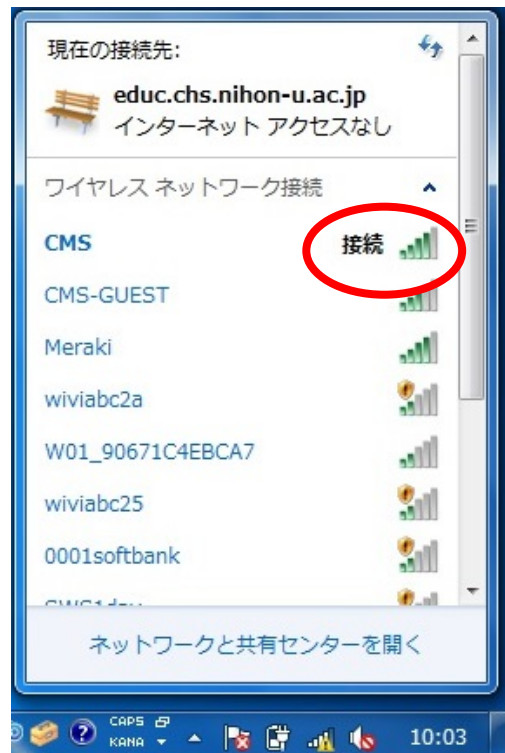 現在の接続先:
educ.chs.nihon-u.ac.jp
インターネット アクセスなし
ワイヤレス ネットワーク接続
CMS 接続
CMS-GUEST
Meraki
wiviabc2a
W01_90671C4EBCA7
wiviabc25
0001softbank
ネットワークと共有センターを開く
CAPS
KANA
10:03